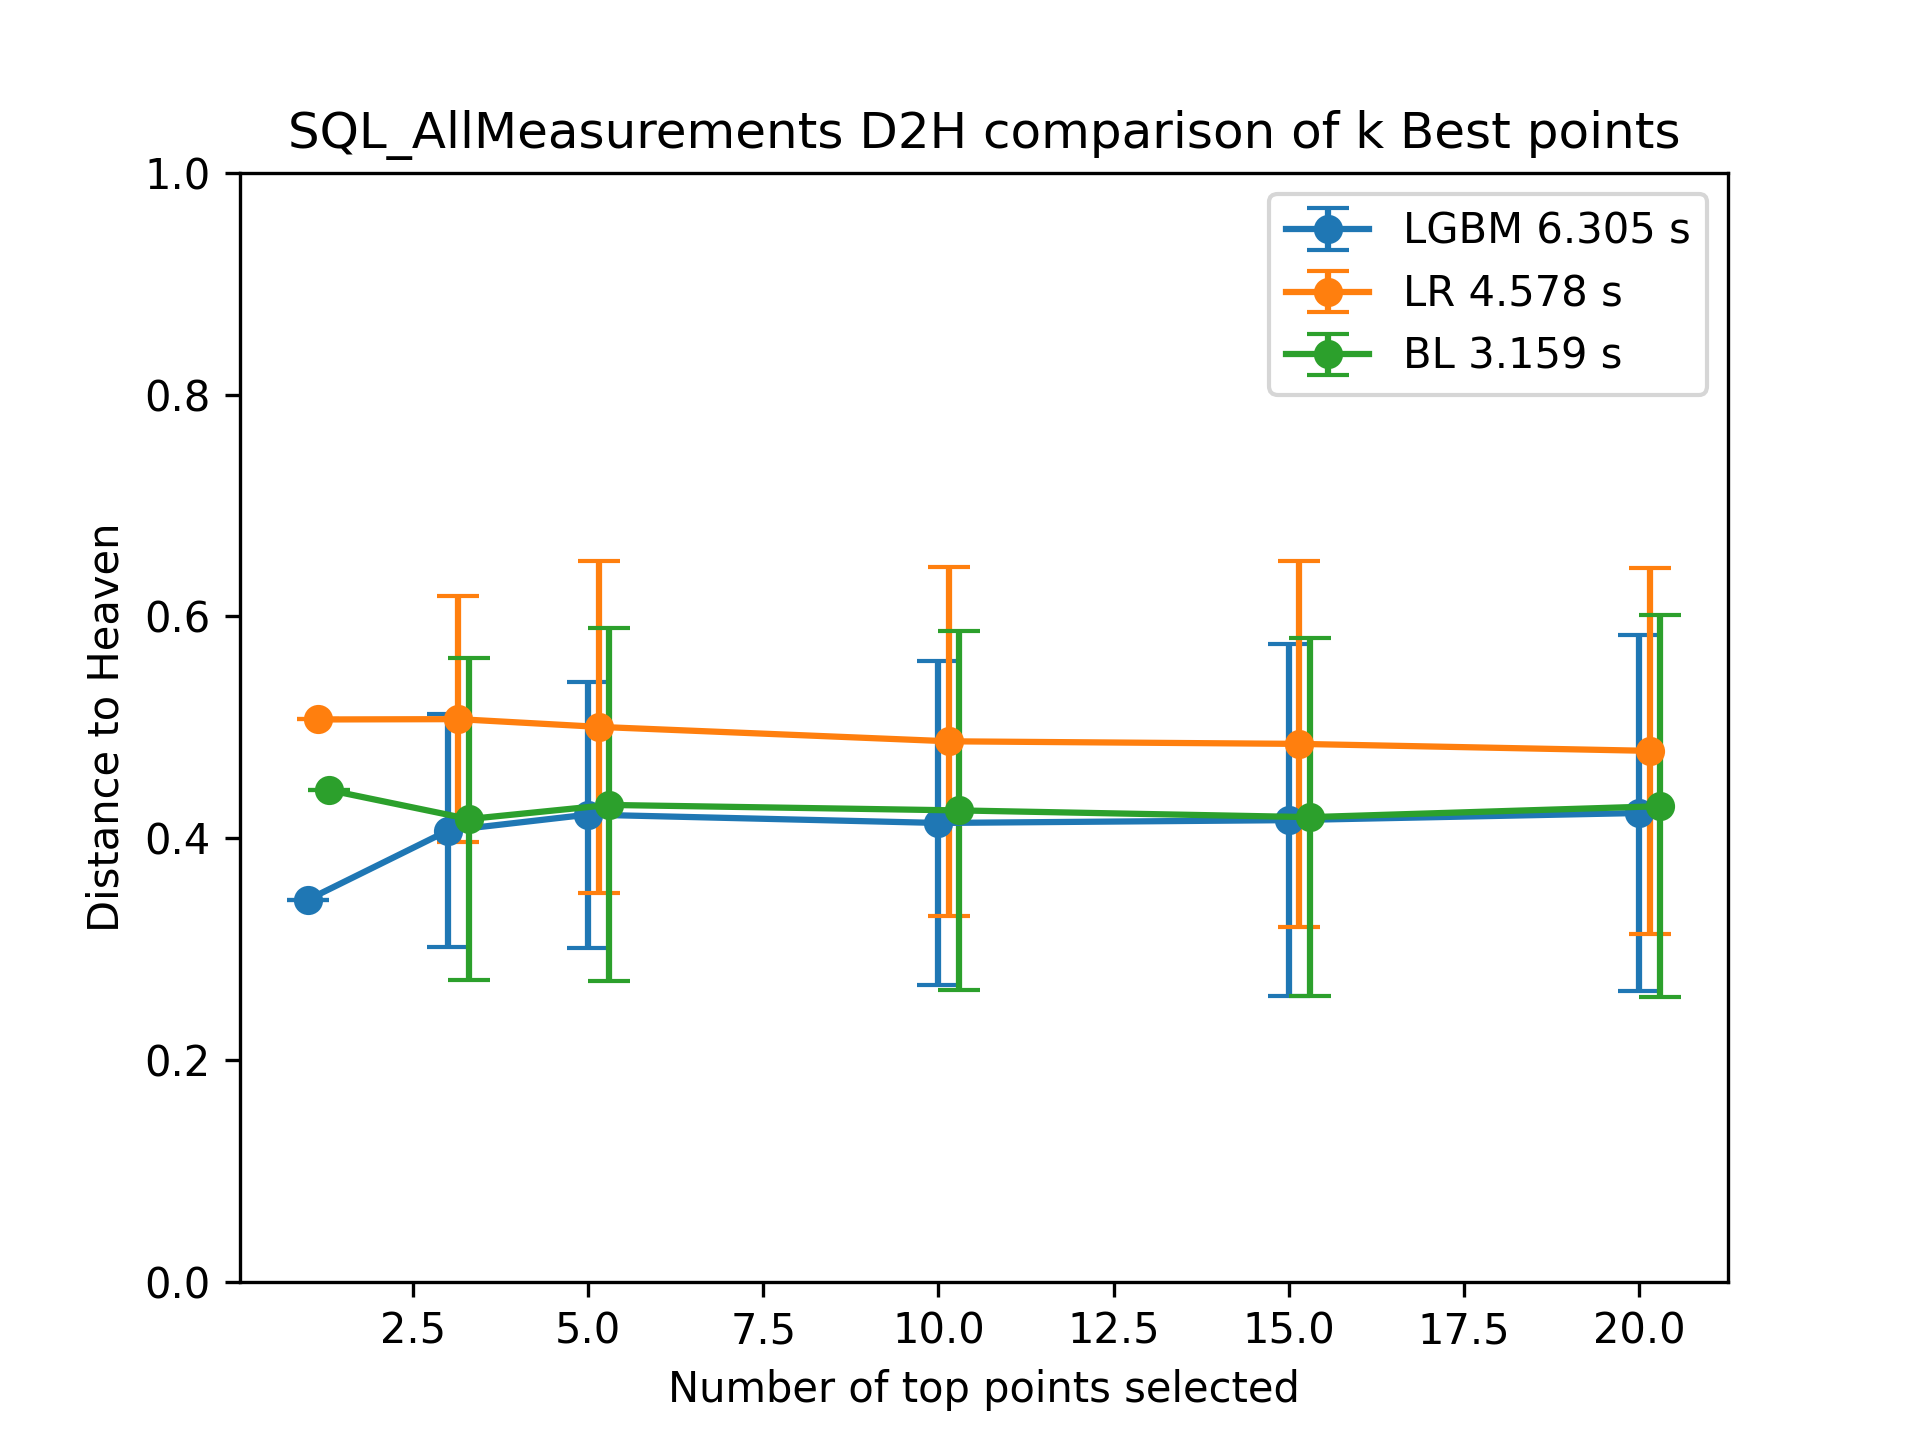 SQL_AllMeasurements D2H comparison of k Best points
1.0
0.8
0.6
0.4
0.2
0.0
Distance to Heaven
LGBM 6.305 s
LR 4.578 s
BL 3.159 s
2.5 5.0 7.5 10.0 12.5 15.0 17.5 20.0
Number of top points selected